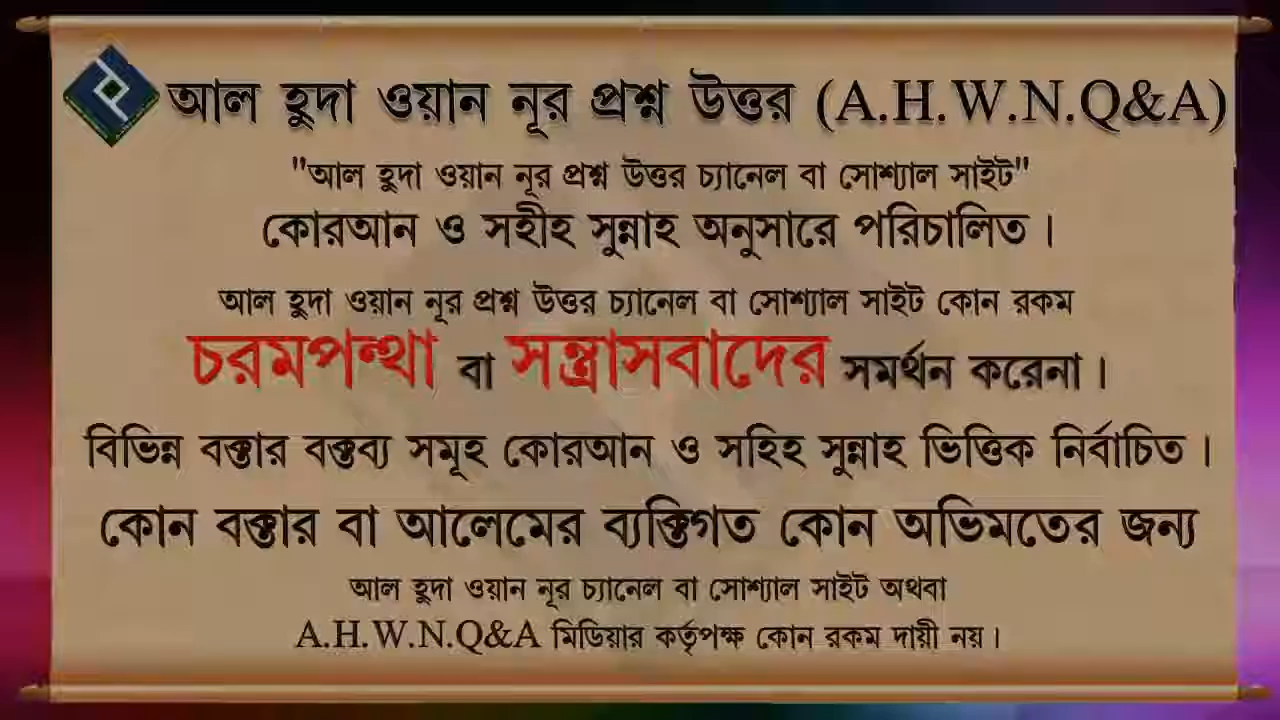 আল হুদা ওয়ান নূর প্রশ্ন উত্তর (A.H.W.N.Q&A)
"আল হুদা ওয়ান নূর প্রশ্ন উত্তর চ্যানেল বা সোশ্যাল সাইট"
কোরআন ও সহীহ সুন্নাহ অনুসারে পরিচালিত।
আল হুদা ওয়ান নূর প্রশ্ন উত্তর চ্যানেল বা সোশ্যাল সাইট কোন রকম
চরমপন্থা বা সন্ত্রাসবাদের সমর্থন করেনা।
বিভিন্ন বক্তার বক্তব্য সমূহ কোরআন ও সহিহ সুন্নাহ ভিত্তিক নির্বাচিত।
কোন বক্তার বা আলেমের ব্যক্তিগত কোন অভিমতের জন্য
আল হুদা ওয়ান নূর চ্যানেল বা সোশ্যাল সাইট অথবা
A.H.W.N.Q&A মিডিয়ার কর্তৃপক্ষ কোন রকম দায়ী নয়।